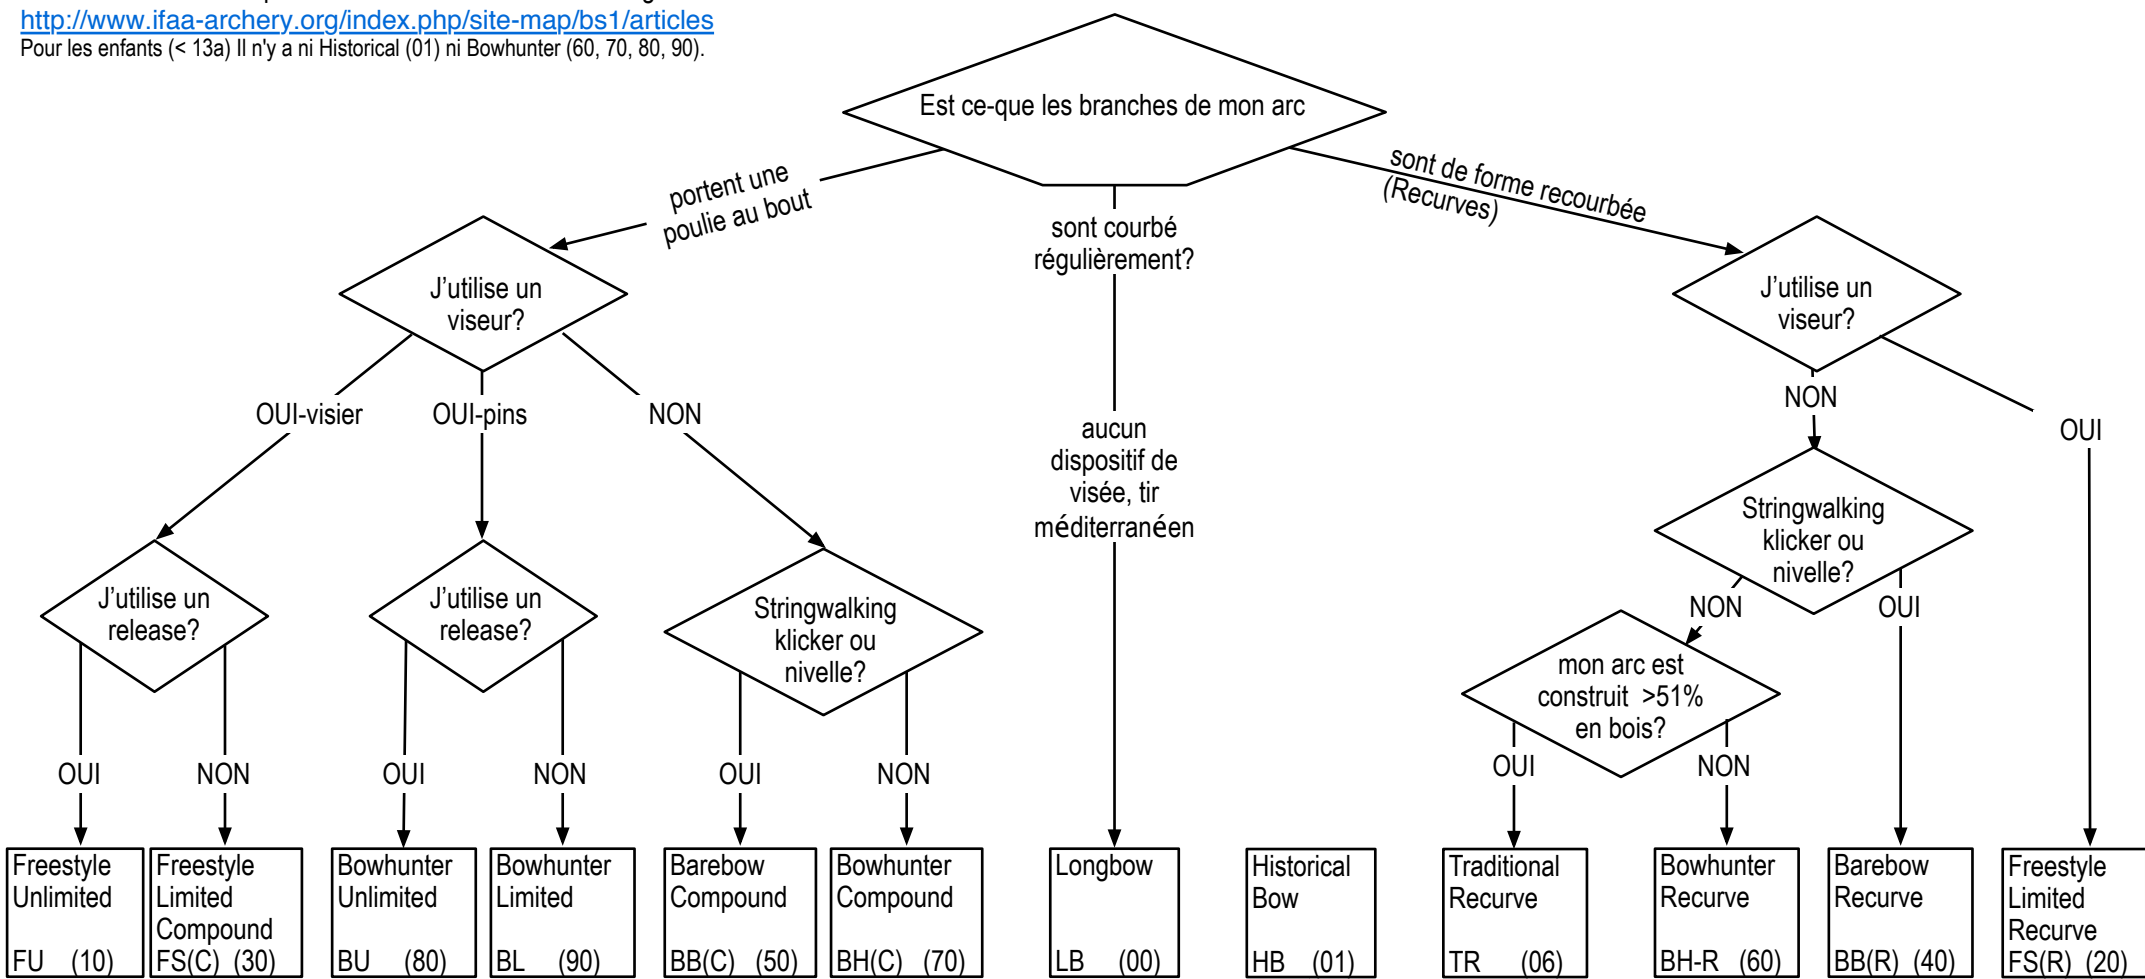 http://www.ifaa-archery.org/index.php/site-map/bs1/articles
Pour les enfants (< 13a) Il n'y a ni Historical (01) ni Bowhunter (60, 70, 80, 90).
Est ce-que les branches de mon arc
portent une
poulie au bout
sont courbé
régulièrement?
sont de forme recourbée
(Recurves)
J'utilise un
viseur?
J'utilise un
viseur?
OUI-visier
OUI-pins
NON
aucun
dispositif de
visée, tir
méditerranéen
NON
OUI
Stringwalking
klicker ou
nivelle?
J'utilise un
release?
J'utilise un
release?
Stringwalking
klicker ou
nivelle?
NON
OUI
mon arc est
construit >51%
en bois?
OUI
NON
OUI
NON
OUI
NON
OUI
NON
Freestyle
Unlimited
FU (10)
Freestyle
Limited
Compound
FS(C) (30)
Bowhunter
Unlimited
BU (80)
Bowhunter
Limited
BL (90)
Barebow
Compound
BB(C) (50)
Bowhunter
Compound
BH(C) (70)
Longbow
LB (00)
Historical
Bow
HB (01)
Traditional
Recurve
TR (06)
Bowhunter
Recurve
BH-R (60)
Barebow
Recurve
BB(R) (40)
Freestyle
Limited
Recurve
FS(R) (20)